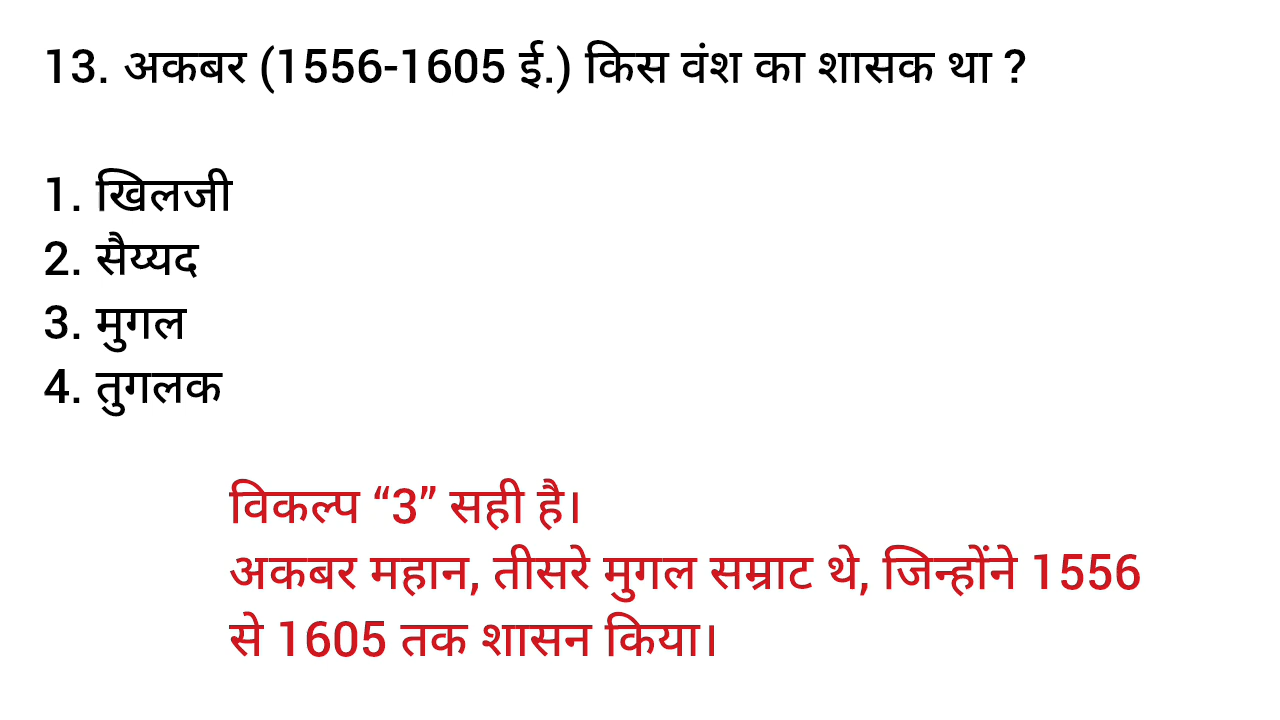 13. अकबर (1556-1605 ई.) किस वंश का शासक था ?
1. खिलजी
2. सैय्यद
3. मुगल
4. तुगलक
विकल्प “3” सही है।
अकबर महान, तीसरे मुगल सम्राट थे, जिन्होंने 1556
से 1605 तक शासन किया।